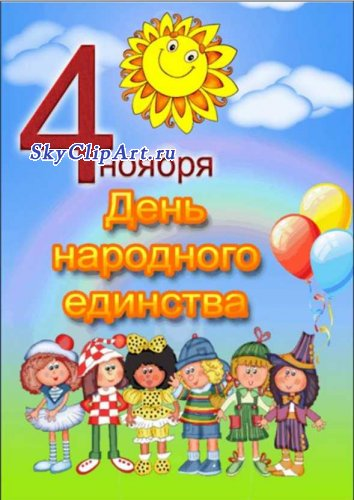 4
SkyClipArt.ru
ноября
День
народного
единства